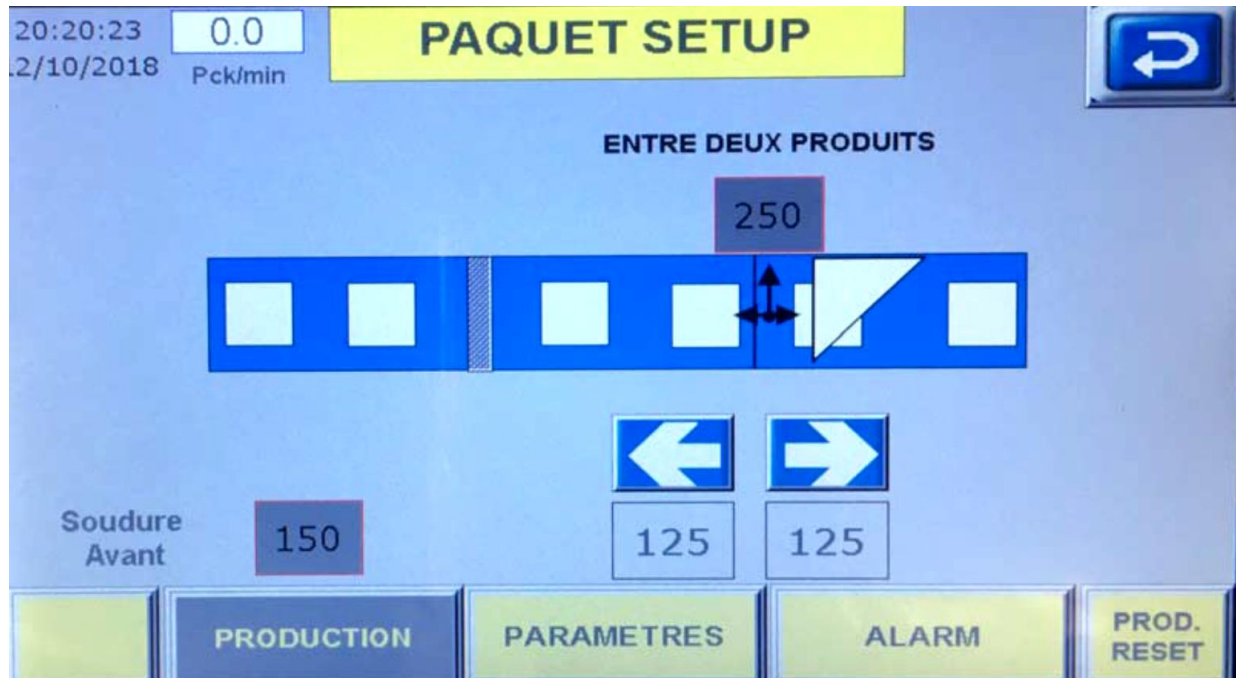 20:20:23
.2/10/2018
0.0
Pck/min
PAQUET SETUP
ENTRE DEUX PRODUITS
250
Soudure
Avant
150
125
125
PRODUCTION
PARAMETRES
ALARM
PROD.
RESET